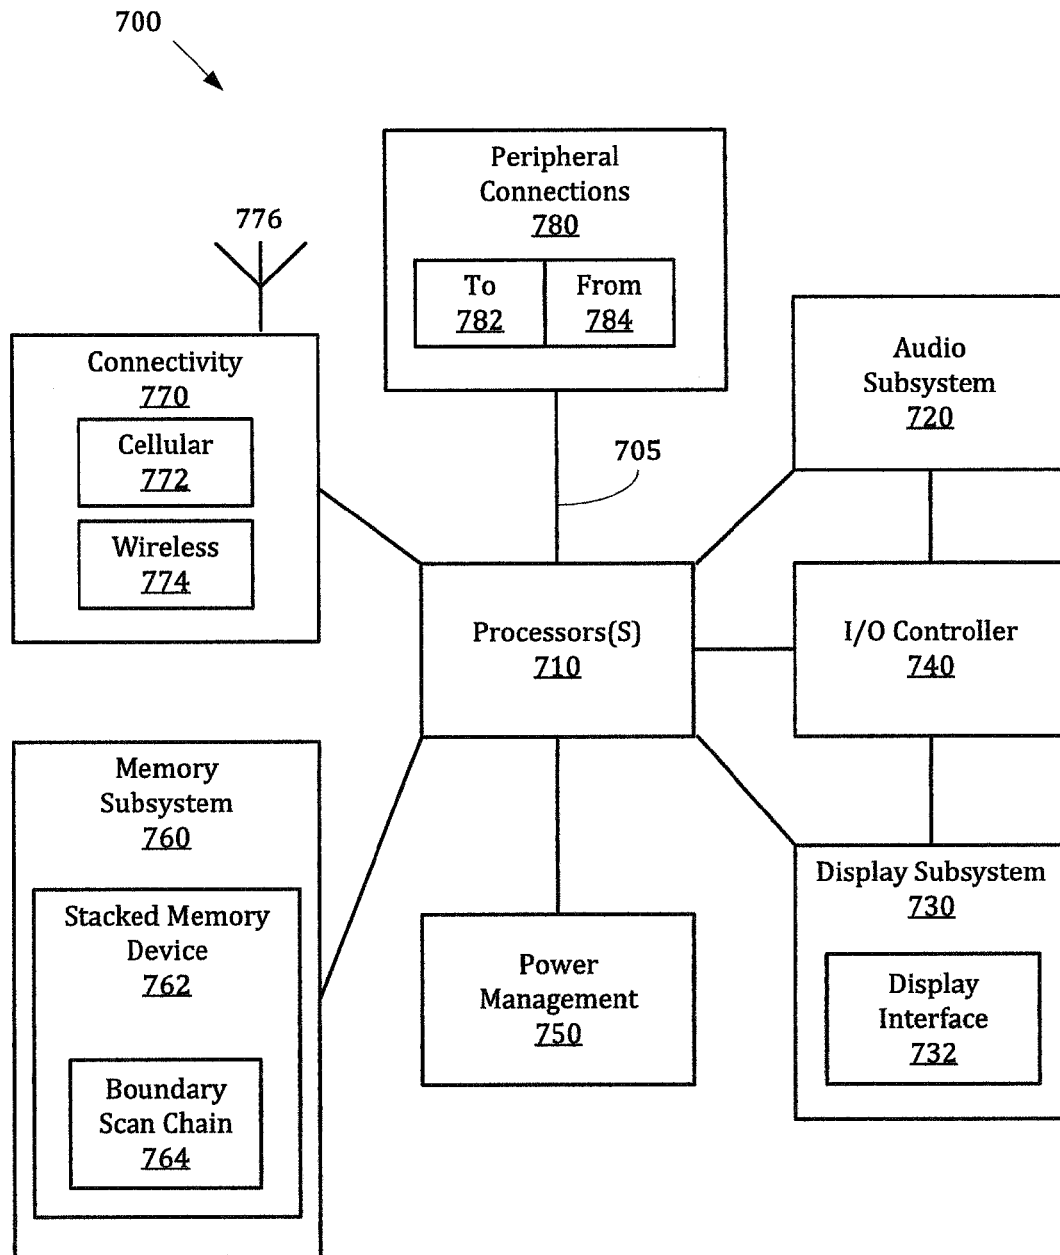 700
Peripheral
Connections
780
To
782
From
784
776
Connectivity
770
Cellular
772
Wireless
774
Audio
Subsystem
720
705
Processors(S)
710
I/O Controller
740
Memory
Subsystem
760
Stacked Memory
Device
762
Boundary
Scan Chain
764
Power
Management
750
Display Subsystem
730
Display
Interface
732